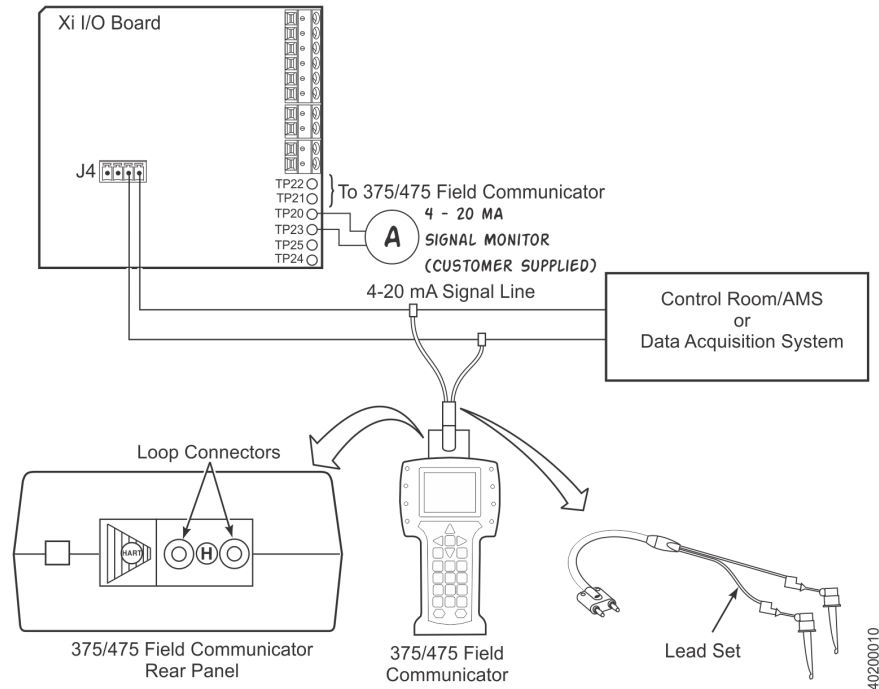 Xi I/O Board
J4
TP22
TP21
To 375/475 Field Communicator
TP20
TP23
TP25
TP24
A
4 - 20 MA
SIGNAL MONITOR
(CUSTOMER SUPPLIED)
4-20 mA Signal Line
Control Room/AMS
or
Data Acquisition System
Loop Connectors
HART
H
375/475 Field Communicator
Rear Panel
375/475 Field
Communicator
Lead Set
40200010